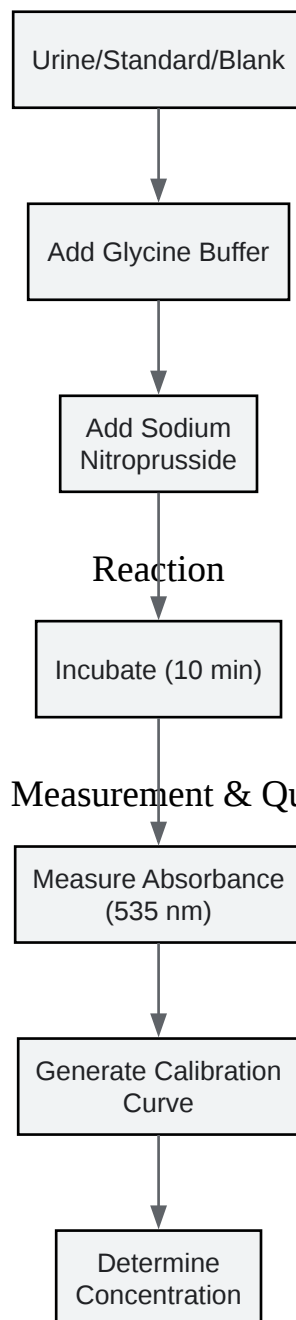 Urine/Standard/Blank
Add Glycine Buffer
Add Sodium
Nitroprusside
Reaction
Incubate (10 min)
Measurement & Qu
Measure Absorbance
(535 nm)
Generate Calibration
Curve
Determine
Concentration